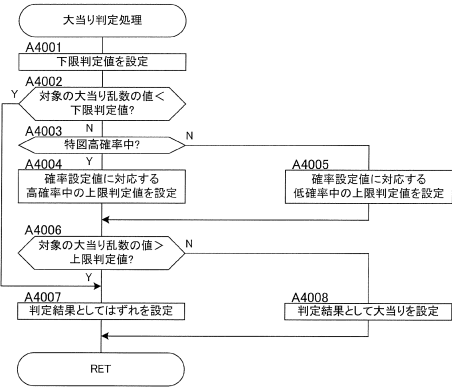 大当り判定処理
A4001
下限判定値を設定
A4002
Y
対象の大当り乱数の値<
下限判定値?
N
A4003
特図高確率中?
N
Y
A4004
確率設定値に対応する
高確率中の上限判定値を設定
A4005
確率設定値に対応する
低確率中の上限判定値を設定
A4006
対象の大当り乱数の値>
上限判定値?
N
Y
A4007
判定結果としてはずれを設定
A4008
判定結果として大当りを設定
RET